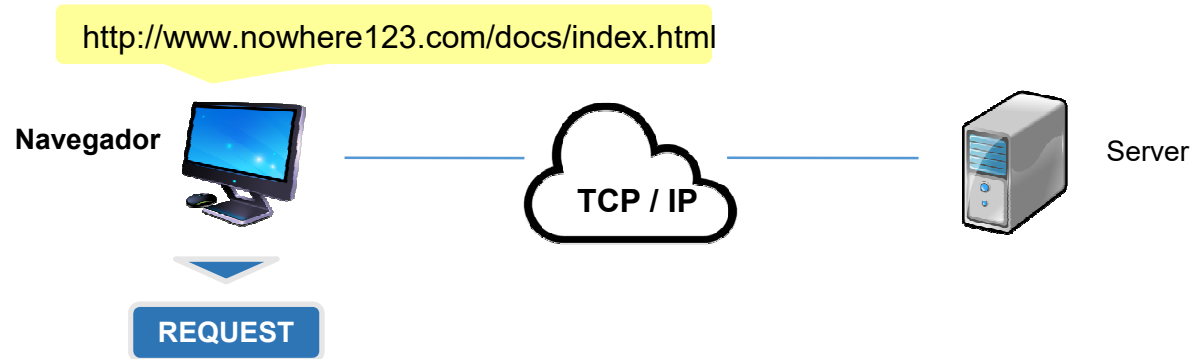 http://www.nowhere123.com/docs/index.html
Navegador
TCP / IP
Server
REQUEST